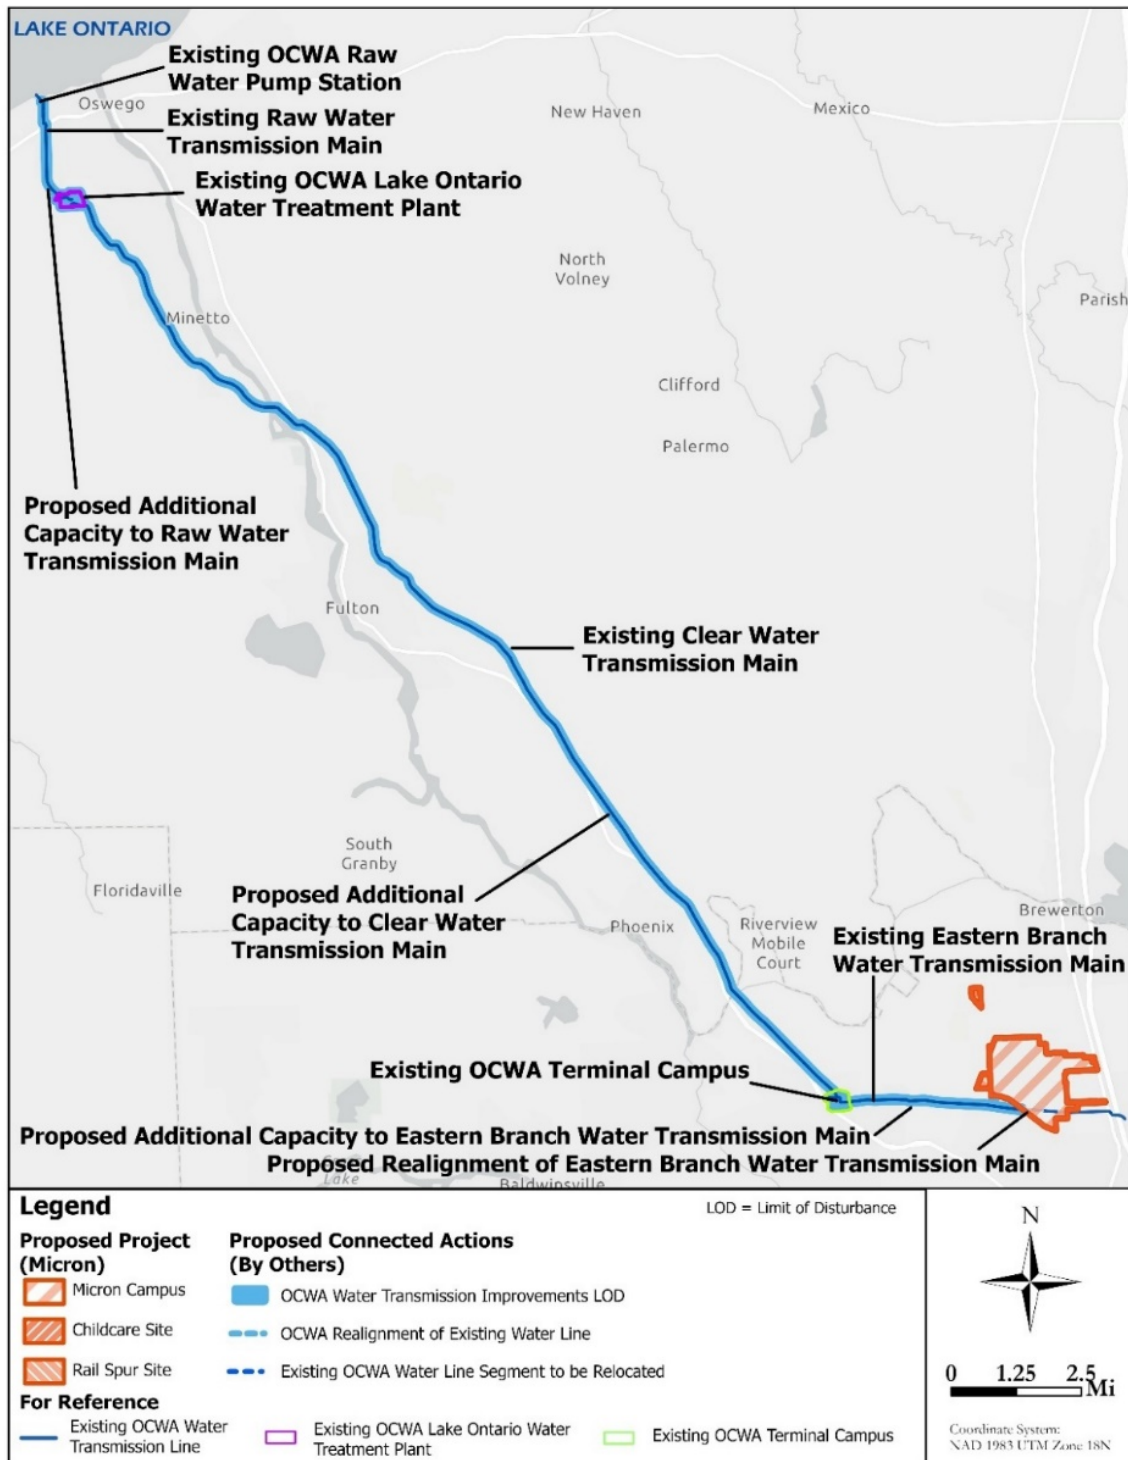 LAKE ONTARIO
Existing OCWA Raw
Water Pump Station
Oswego
New Haven
Mexico
Existing Raw Water
Transmission Main
Existing OCWA Lake Ontario
Water Treatment Plant
North
Volney
Parish
Minetto
Clifford
Palermo
Proposed Additional
Capacity to Raw Water
Transmission Main
Fulton
Existing Clear Water
Transmission Main
South
Granby
Floridaville
Proposed Additional
Capacity to Clear Water
Transmission Main
Phoenix
Riverview
Mobile
Court
Brewerton
Existing Eastern Branch
Water Transmission Main
Existing OCWA Terminal Campus
Proposed Additional Capacity to Eastern Branch Water Transmission Main
Proposed Realignment of Eastern Branch Water Transmission Main
Lake
Baldwinsville
Legend
LOD = Limit of Disturbance
Proposed Project
(Micron)
Micron Campus
Childcare Site
Rail Spur Site
Proposed Connected Actions
(By Others)
OCWA Water Transmission Improvements LOD
OCWA Realignment of Existing Water Line
Existing OCWA Water Line Segment to be Relocated
For Reference
Existing OCWA Water
Transmission Line
Existing OCWA Lake Ontario Water
Treatment Plant
Existing OCWA Terminal Campus
N
0 1.25 2.5 Mi
Coordinate System:
NAD 1983 UTM Zone 18N